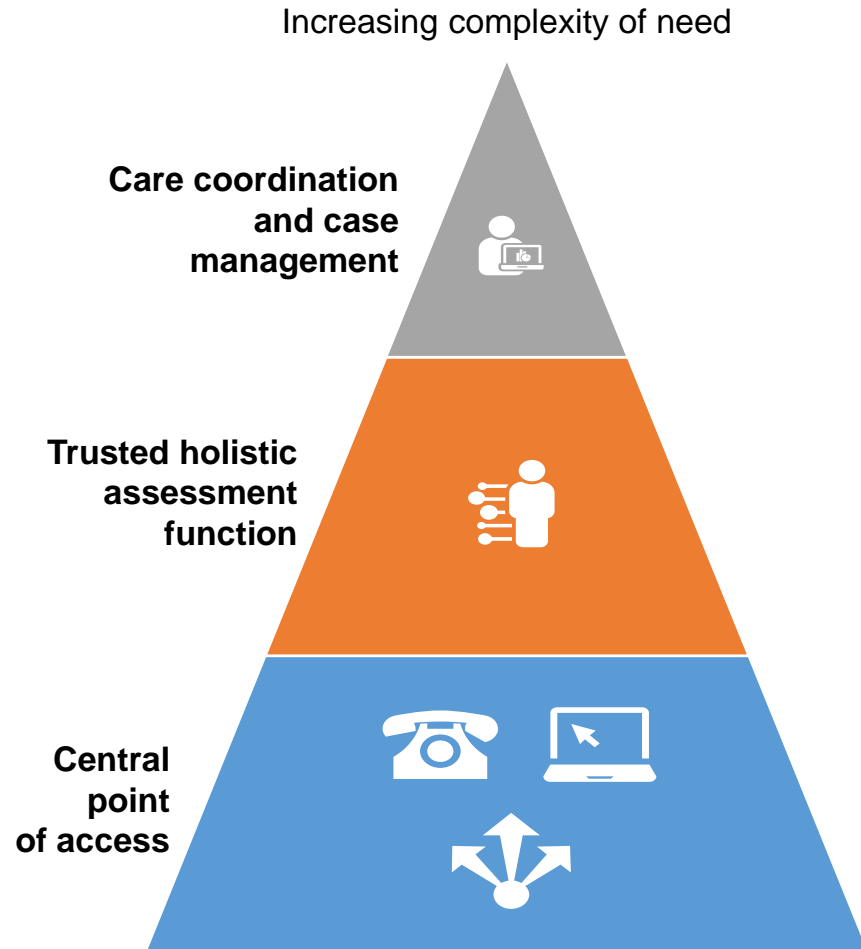 Increasing complexity of need
Care coordination
and case
management
Trusted holistic
assessment
function
Central
point
of access